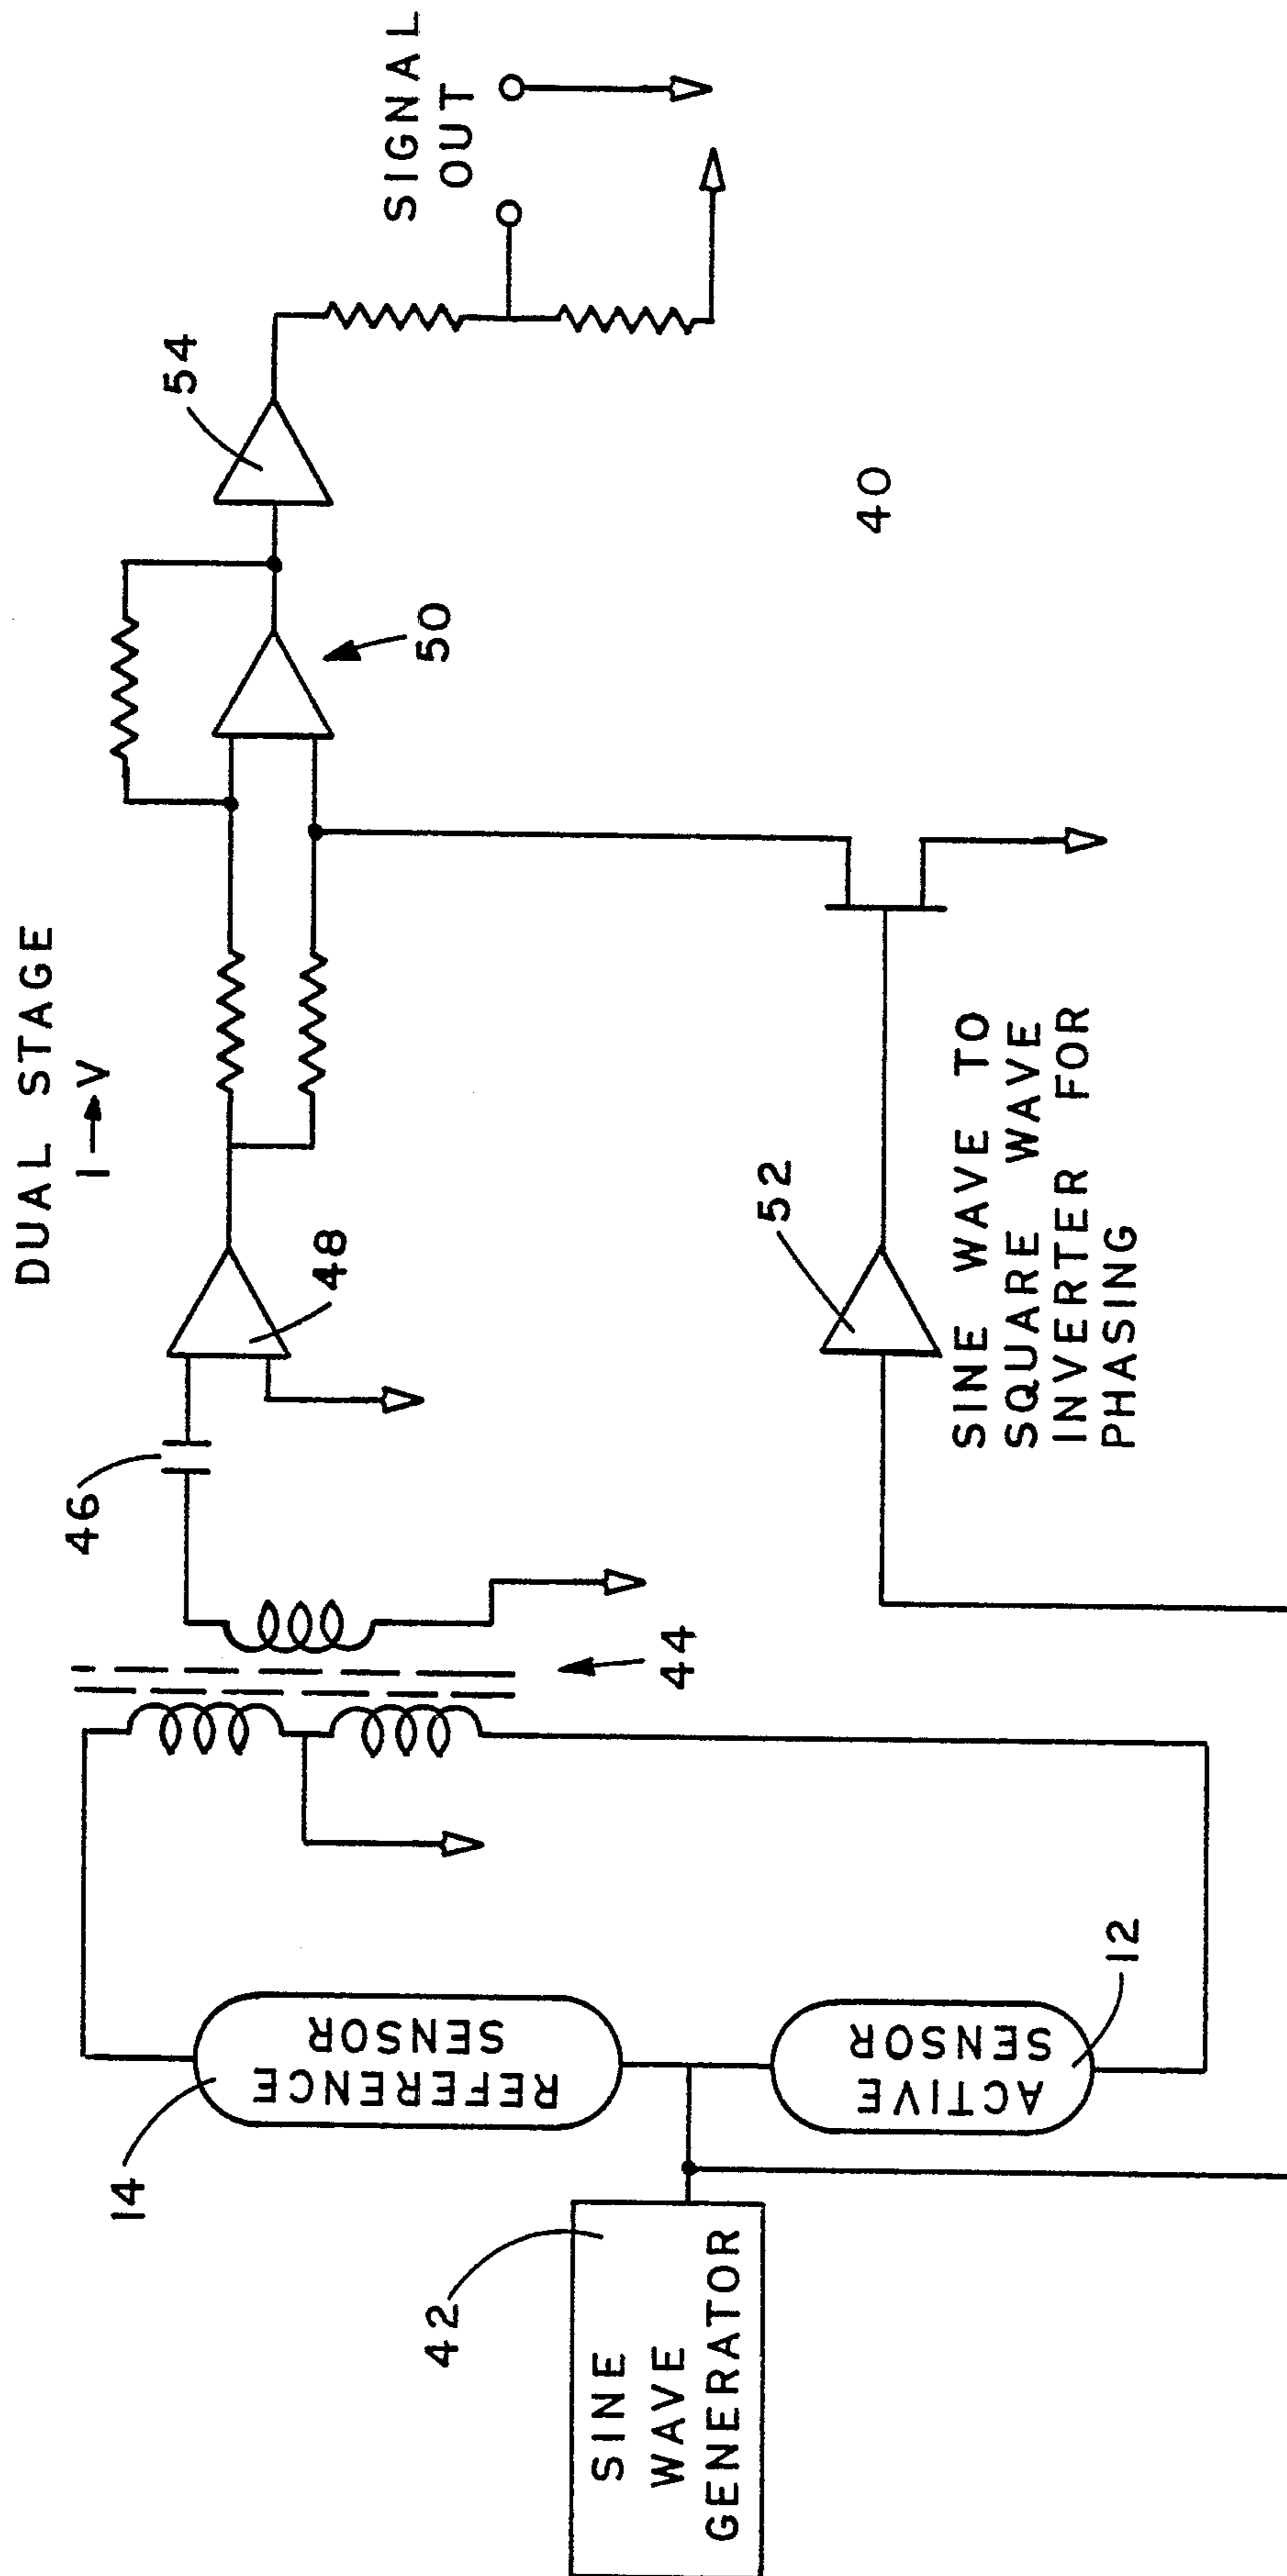 DUAL STAGE
I→V
46
48
50
54
SIGNAL
OUT
44
14
REFERENCE
SENSOR
42
SINE
WAVE
GENERATOR
ACTIVE
SENSOR
12
52
SINE WAVE TO
SQUARE WAVE
INVERTER FOR
PHASING
40